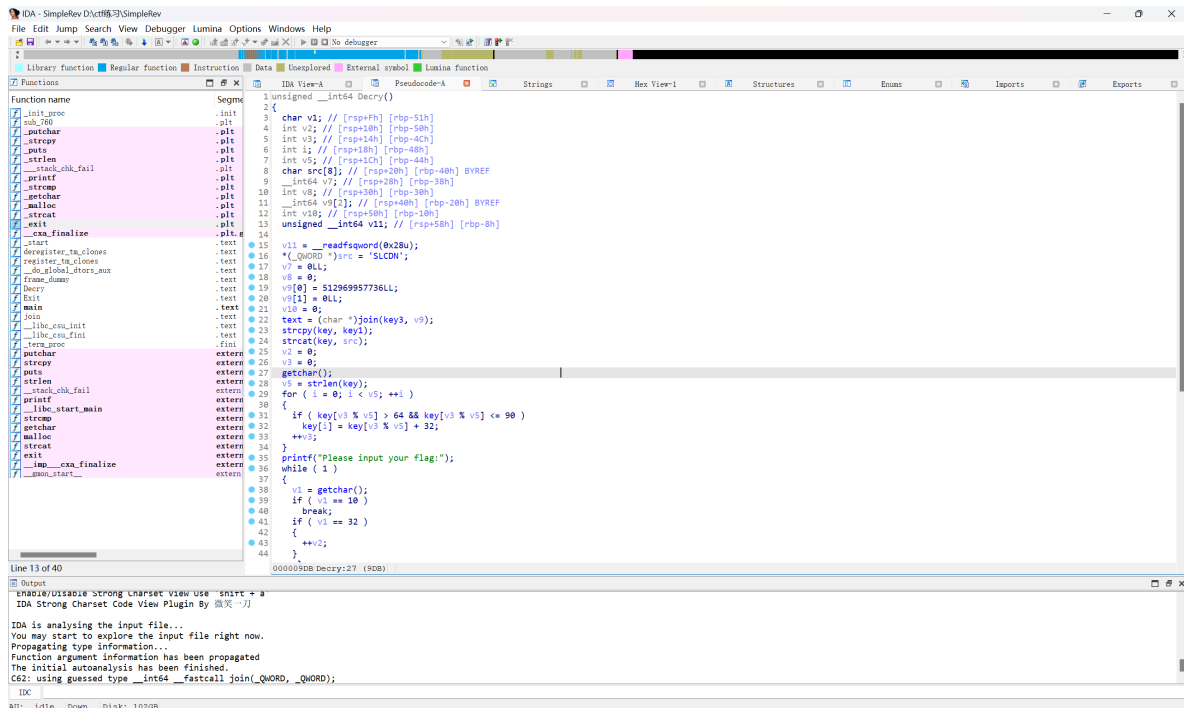 IDA - SimpleRev D:\ctf练习\SimpleRev
File Edit Jump Search View Debugger Lumina Options Windows Help
No debugger
Library function Regular function Instruction Data Unexplored External symbol Lumina function
Functions
IDA View-A Pseudocode-A Strings Hex View-1 Structures Enums Imports Exports
Function name Segme
_init_proc .init
sub_760 .plt
_putchar .plt
_strcpy .plt
_puts .plt
_strlen .plt
___stack_chk_fail .plt
_printf .plt
_strcmp .plt
_getchar .plt
_malloc .plt
_strcat .plt
_exit .plt
__cxa_finalize .plt.g
_start .text
deregister_tm_clones .text
register_tm_clones .text
__do_global_dtors_aux .text
frame_dummy .text
Decry .text
Exit .text
main .text
join .text
__libc_csu_init .text
__libc_csu_fini .text
_term_proc .fini
putchar extern
strcpy extern
puts extern
strlen extern
__stack_chk_fail extern
printf extern
__libc_start_main extern
strcmp extern
getchar extern
malloc extern
strcat extern
exit extern
__imp___cxa_finalize extern
__gmon_start__ extern
Line 13 of 40
1 unsigned __int64 Decry()
2 {
3 char v1; // [rsp+Fh] [rbp-51h]
4 int v2; // [rsp+10h] [rbp-50h]
5 int v3; // [rsp+14h] [rbp-4Ch]
6 int i; // [rsp+18h] [rbp-48h]
7 int v5; // [rsp+1Ch] [rbp-44h]
8 char src[8]; // [rsp+20h] [rbp-40h] BYREF
9 __int64 v7; // [rsp+28h] [rbp-38h]
10 int v8; // [rsp+30h] [rbp-30h]
11 __int64 v9[2]; // [rsp+40h] [rbp-20h] BYREF
12 int v10; // [rsp+50h] [rbp-10h]
13 unsigned __int64 v11; // [rsp+58h] [rbp-8h]
14
15 v11 = __readfsqword(0x28u);
16 *(_QWORD *)src = 'SLCDN';
17 v7 = 0LL;
18 v8 = 0;
19 v9[0] = 512969957736LL;
20 v9[1] = 0LL;
21 v10 = 0;
22 text = (char *)join(key3, v9);
23 strcpy(key, key1);
24 strcat(key, src);
25 v2 = 0;
26 v3 = 0;
27 getchar();
28 v5 = strlen(key);
29 for ( i = 0; i < v5; ++i )
30 {
31 if ( key[v3 % v5] > 64 && key[v3 % v5] <= 90 )
32 key[i] = key[v3 % v5] + 32;
33 ++v3;
34 }
35 printf("Please input your flag:");
36 while ( 1 )
37 {
38 v1 = getchar();
39 if ( v1 == 10 )
40 break;
41 if ( v1 == 32 )
42 {
43 ++v2;
44 }
000009DB Decry:27 (9DB)
Output
Enable/Disable Strong Charset View Use 'shift + a'
IDA Strong Charset Code View Plugin By 微笑一刀
IDA is analysing the input file...
You may start to explore the input file right now.
Propagating type information...
Function argument information has been propagated
The initial autoanalysis has been finished.
C62: using guessed type __int64 __fastcall join(_QWORD, _QWORD);
IDC
AU: idle Down Disk: 102GB